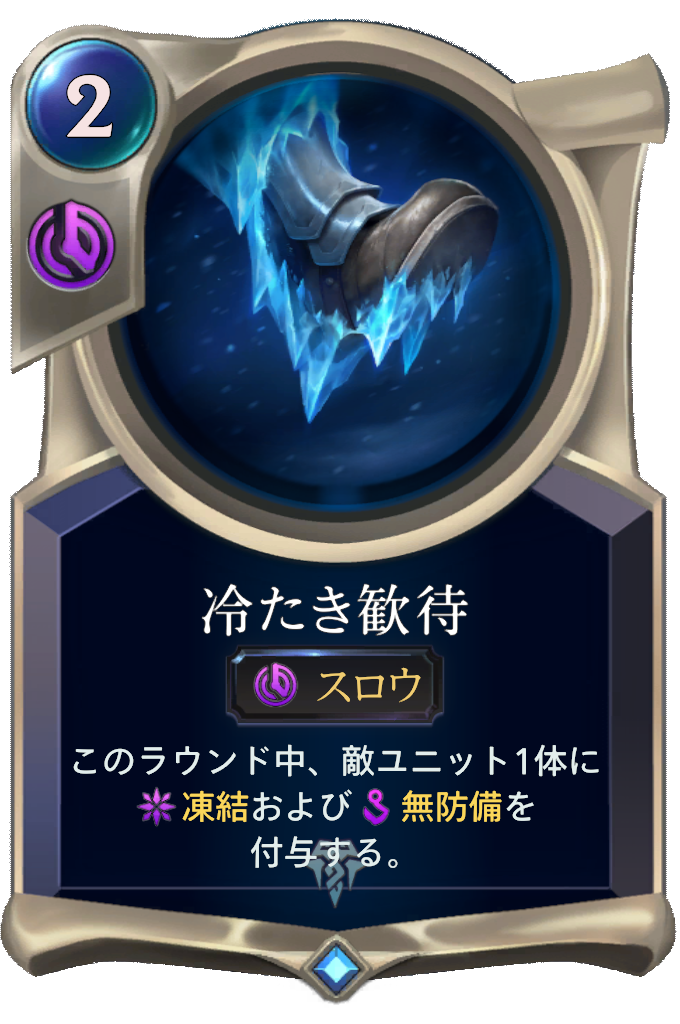 2
冷たき歓待
スロウ
このラウンド中、敵ユニット1体に
凍結および 無防備を
付与する。